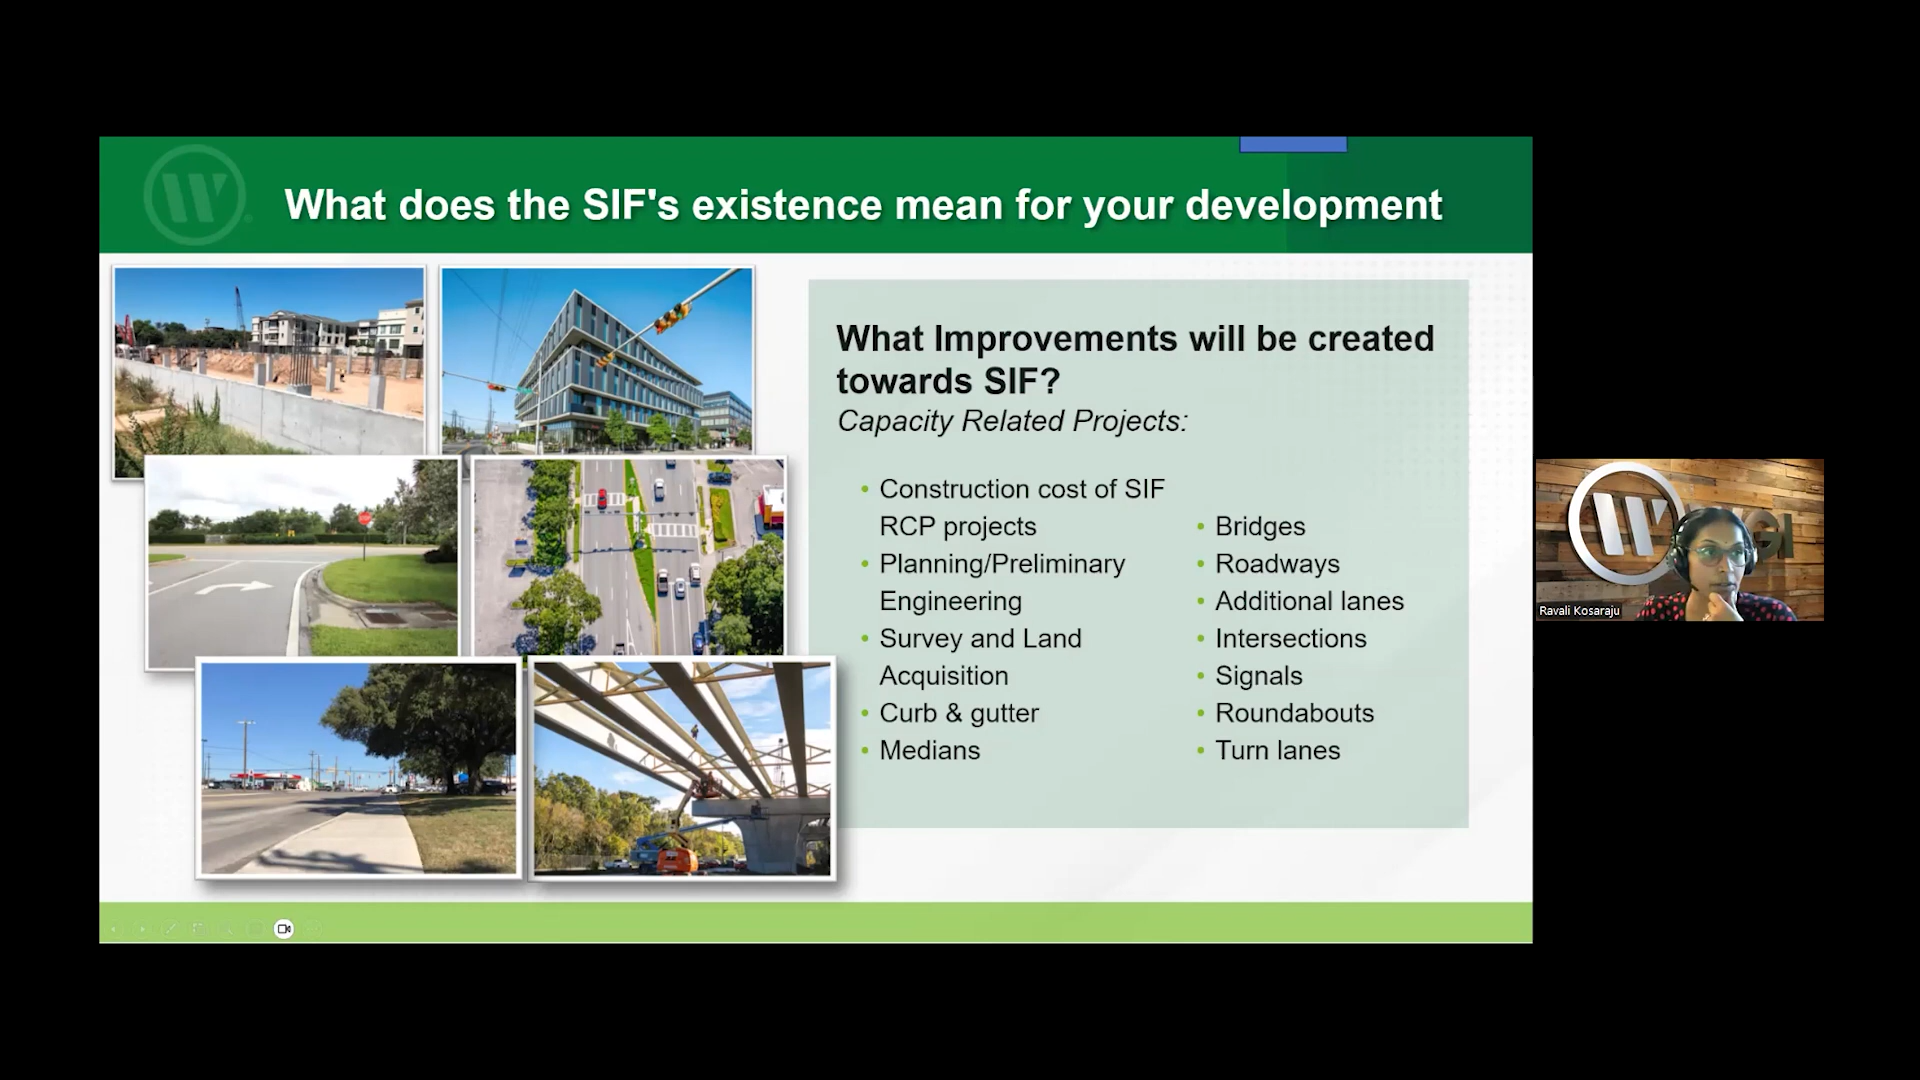 What does the SIF's existence mean for your development
What Improvements will be created
towards SIF?
Capacity Related Projects:
• Construction cost of SIF
RCP projects
• Planning/Preliminary
Engineering
• Survey and Land
Acquisition
• Curb & gutter
• Medians
• Bridges
• Roadways
• Additional lanes
• Intersections
• Signals
• Roundabouts
• Turn lanes
Ravali Kosaraju